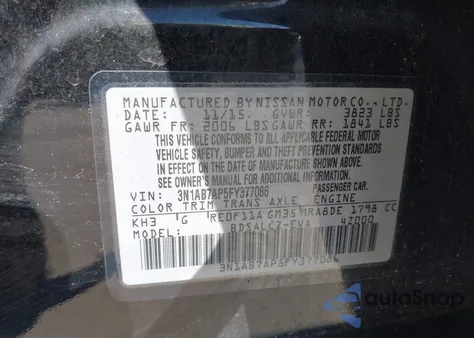 MANUFACTURED BY NISSAN MOTOR CO., LTD.
DATE: 11/15 GVWR: 3823 LBS
GAWR FR: 2006 LBS GAWR RR: 1841 LBS
THIS VEHICLE CONFORMS TO ALL APPLICABLE FEDERAL MOTOR
VEHICLE SAFETY, BUMPER AND THEFT PREVENTION STANDARDS
IN EFFECT ON THE DATE OF MANUFACTURE SHOWN ABOVE.
SEE OWNER'S MANUAL FOR ADDITIONAL INFORMATION
VIN: 3N1AB7AP5FY377086 PASSENGER CAR.
COLOR TRIM TRANS AXLE ENGINE
KH3 G RE0F11A GM35 MRA8DE 1798 CC
MODEL: BDSALCZ-EVA 4Z000
3N1AB7AP5FY377086
autoSnap